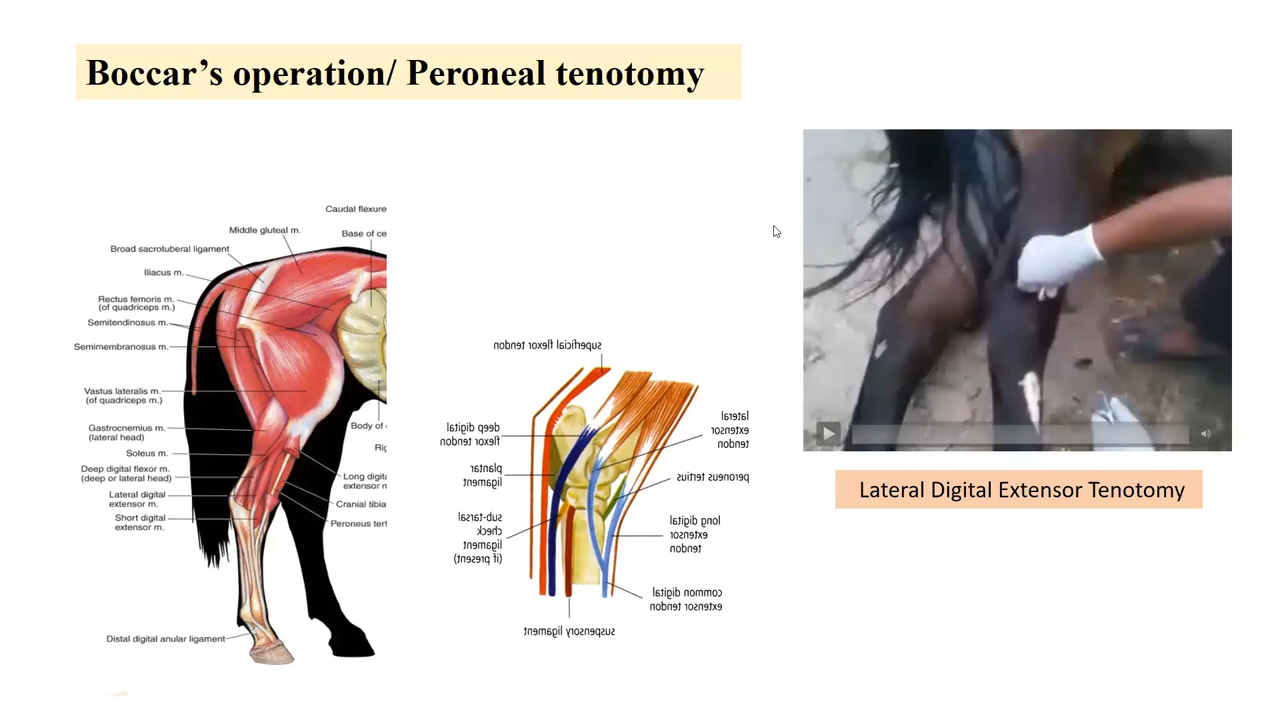 Boccar’s operation/ Peroneal tenotomy
Caudal flexure
Middle gluteal m.
Base of ce
Broad sacrotuberal ligament
Iliacus m.
Rectus femoris m.
(of quadriceps m.)
Semitendinosus m.
Semimembranosus m.
Vastus lateralis m.
(of quadriceps m.)
Body of
Gastrocnemius m.
(lateral head)
Rig
Soleus m.
Deep digital flexor m.
(deep or lateral head)
Long digita
extensor n
Lateral digital
extensor m.
Cranial tibia
Short digital
extensor m.
Peroneus tert
Distal digital anular ligament
superficial flexor tendon
deep digital
flexor tendon
plantar
ligament
sub-tarsal
check
ligament
(if present)
suspensory ligament
lateral
extensor
tendon
peroneus tertius
long digital
extensor
tendon
common digital
extensor tendon
Lateral Digital Extensor Tenotomy